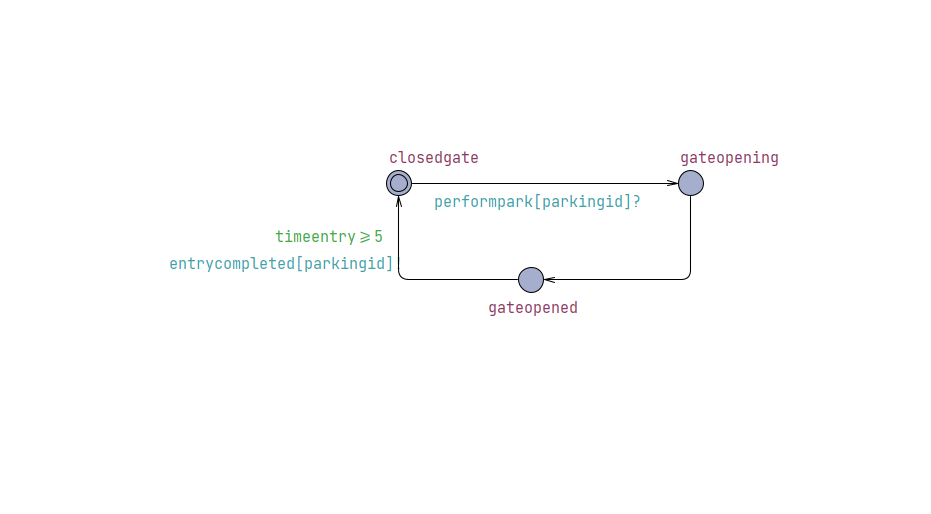 closedgate
gateopening
performpark[parkingid]?
timeentry≥5
entrycompleted[parkingid]
gateopened